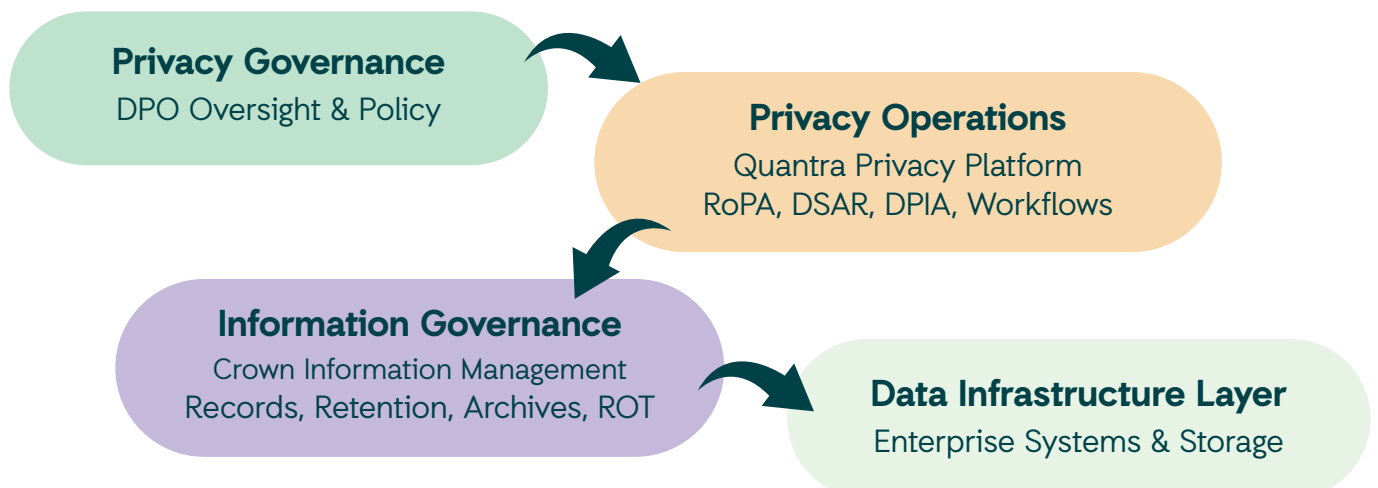 Privacy Governance
DPO Oversight & Policy
Privacy Operations
Quantra Privacy Platform
RoPA, DSAR, DPIA, Workflows
Information Governance
Crown Information Management
Records, Retention, Archives, ROT
Data Infrastructure Layer
Enterprise Systems & Storage